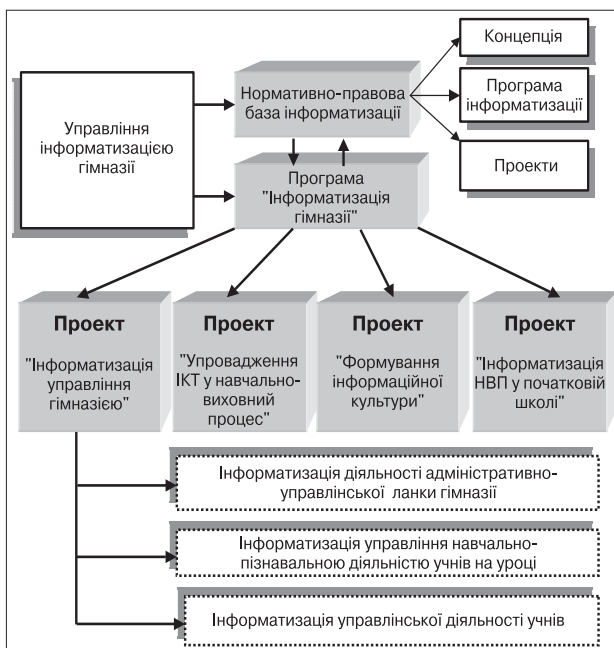 Концепція
Нормативно-правова
база інформатизації
Програма
інформатизації
Управління
інформатизацією
гімназії
Проекти
Програма
"Інформатизація
гімназії"
Проект
"Інформатизація
управління
гімназією"
Проект
"Упровадження
ІКТ у навчально-
виховний
процес"
Проект
"Формування
інформаційної
культури"
Проект
"Інформатизація
НВП у початковій
школі"
Інформатизація діяльності адміністративно-
управлінської ланки гімназії
Інформатизація управління навчально-
пізнавальною діяльністю учнів на уроці
Інформатизація управлінської діяльності учнів